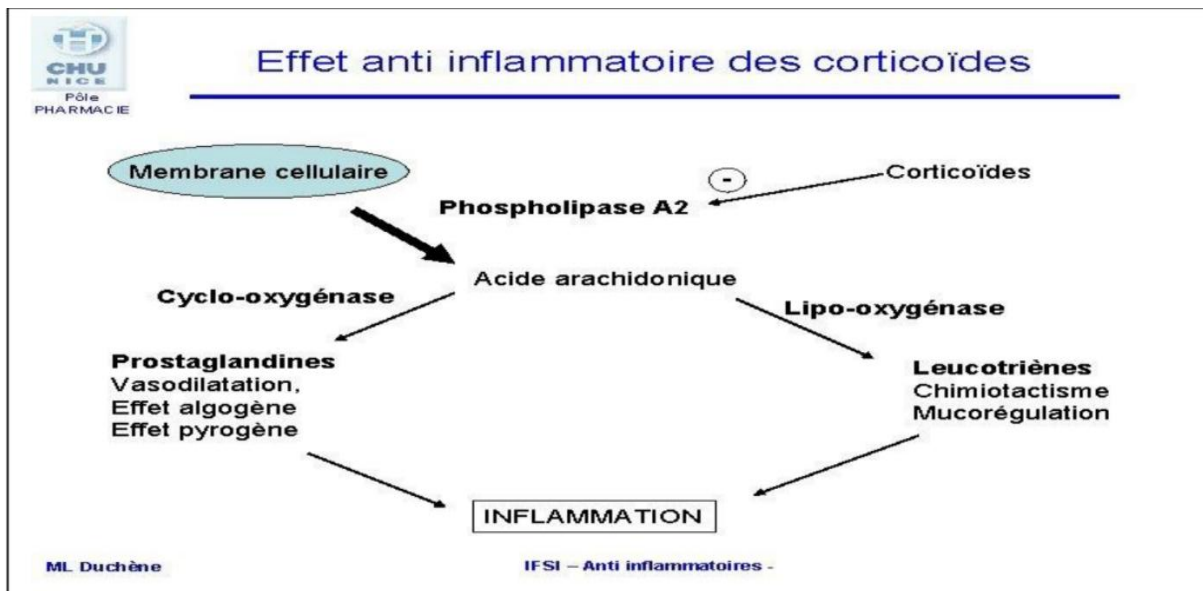 CHU
NICE
Pôle
PHARMACIE
Effet anti inflammatoire des corticoïdes
Membrane cellulaire
-
Corticoïdes
Phospholipase A2
Acide arachidonique
Cyclo-oxygénase
Lipo-oxygénase
Prostaglandines
Vasodilatation,
Effet algogène
Effet pyrogène
Leucotriènes
Chimiotactisme
Mucorégulation
INFLAMMATION
ML Duchène
IFSI – Anti inflammatoires -